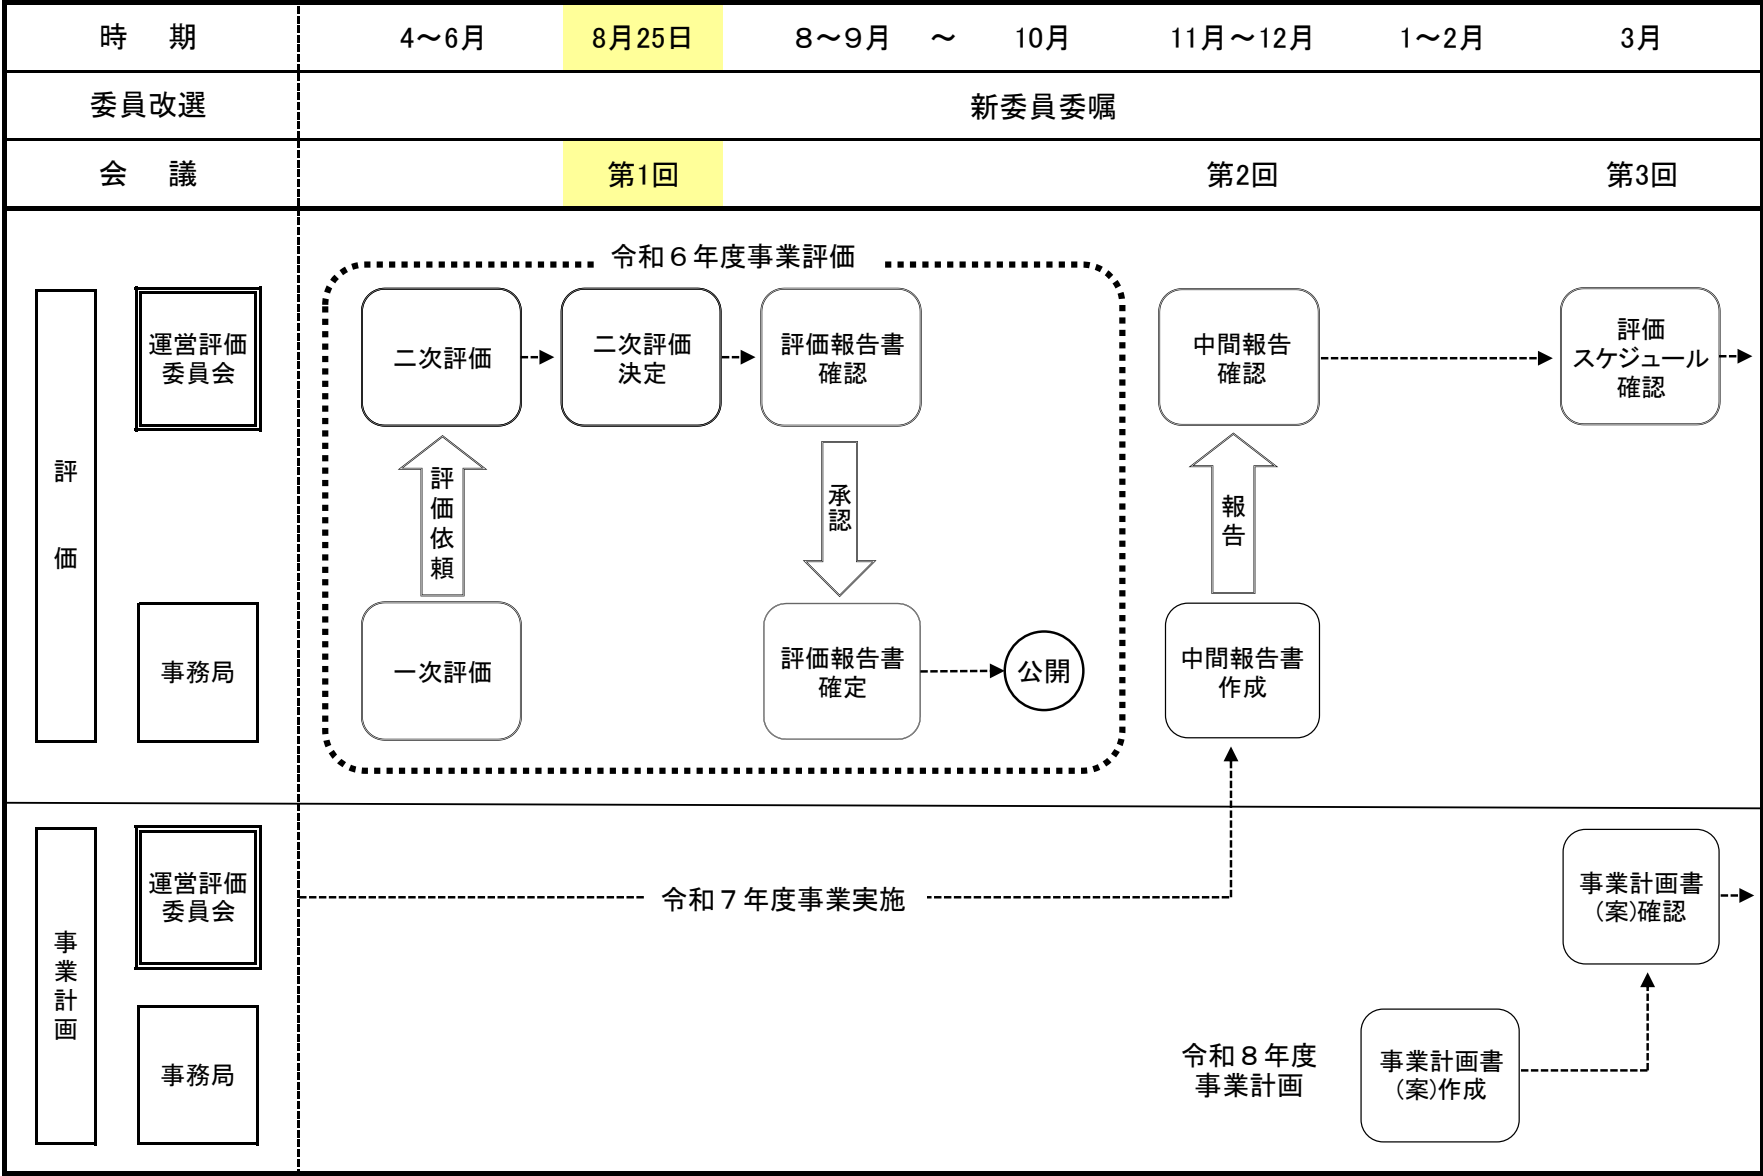 時　期
4～6月
8月25日
8～9月　～　10月
11月～12月
1～2月
3月
委員改選
新委員委嘱
会　議
第1回
第2回
第3回
令和６年度事業評価
評価
運営評価
委員会
二次評価
二次評価
決定
評価報告書
確認
中間報告
確認
評価
スケジュール
確認
評価依頼
承認
報告
事務局
一次評価
評価報告書
確定
公開
中間報告書
作成
事業計画
運営評価
委員会
令和７年度事業実施
事業計画書
(案)確認
事務局
令和８年度
事業計画
事業計画書
(案)作成